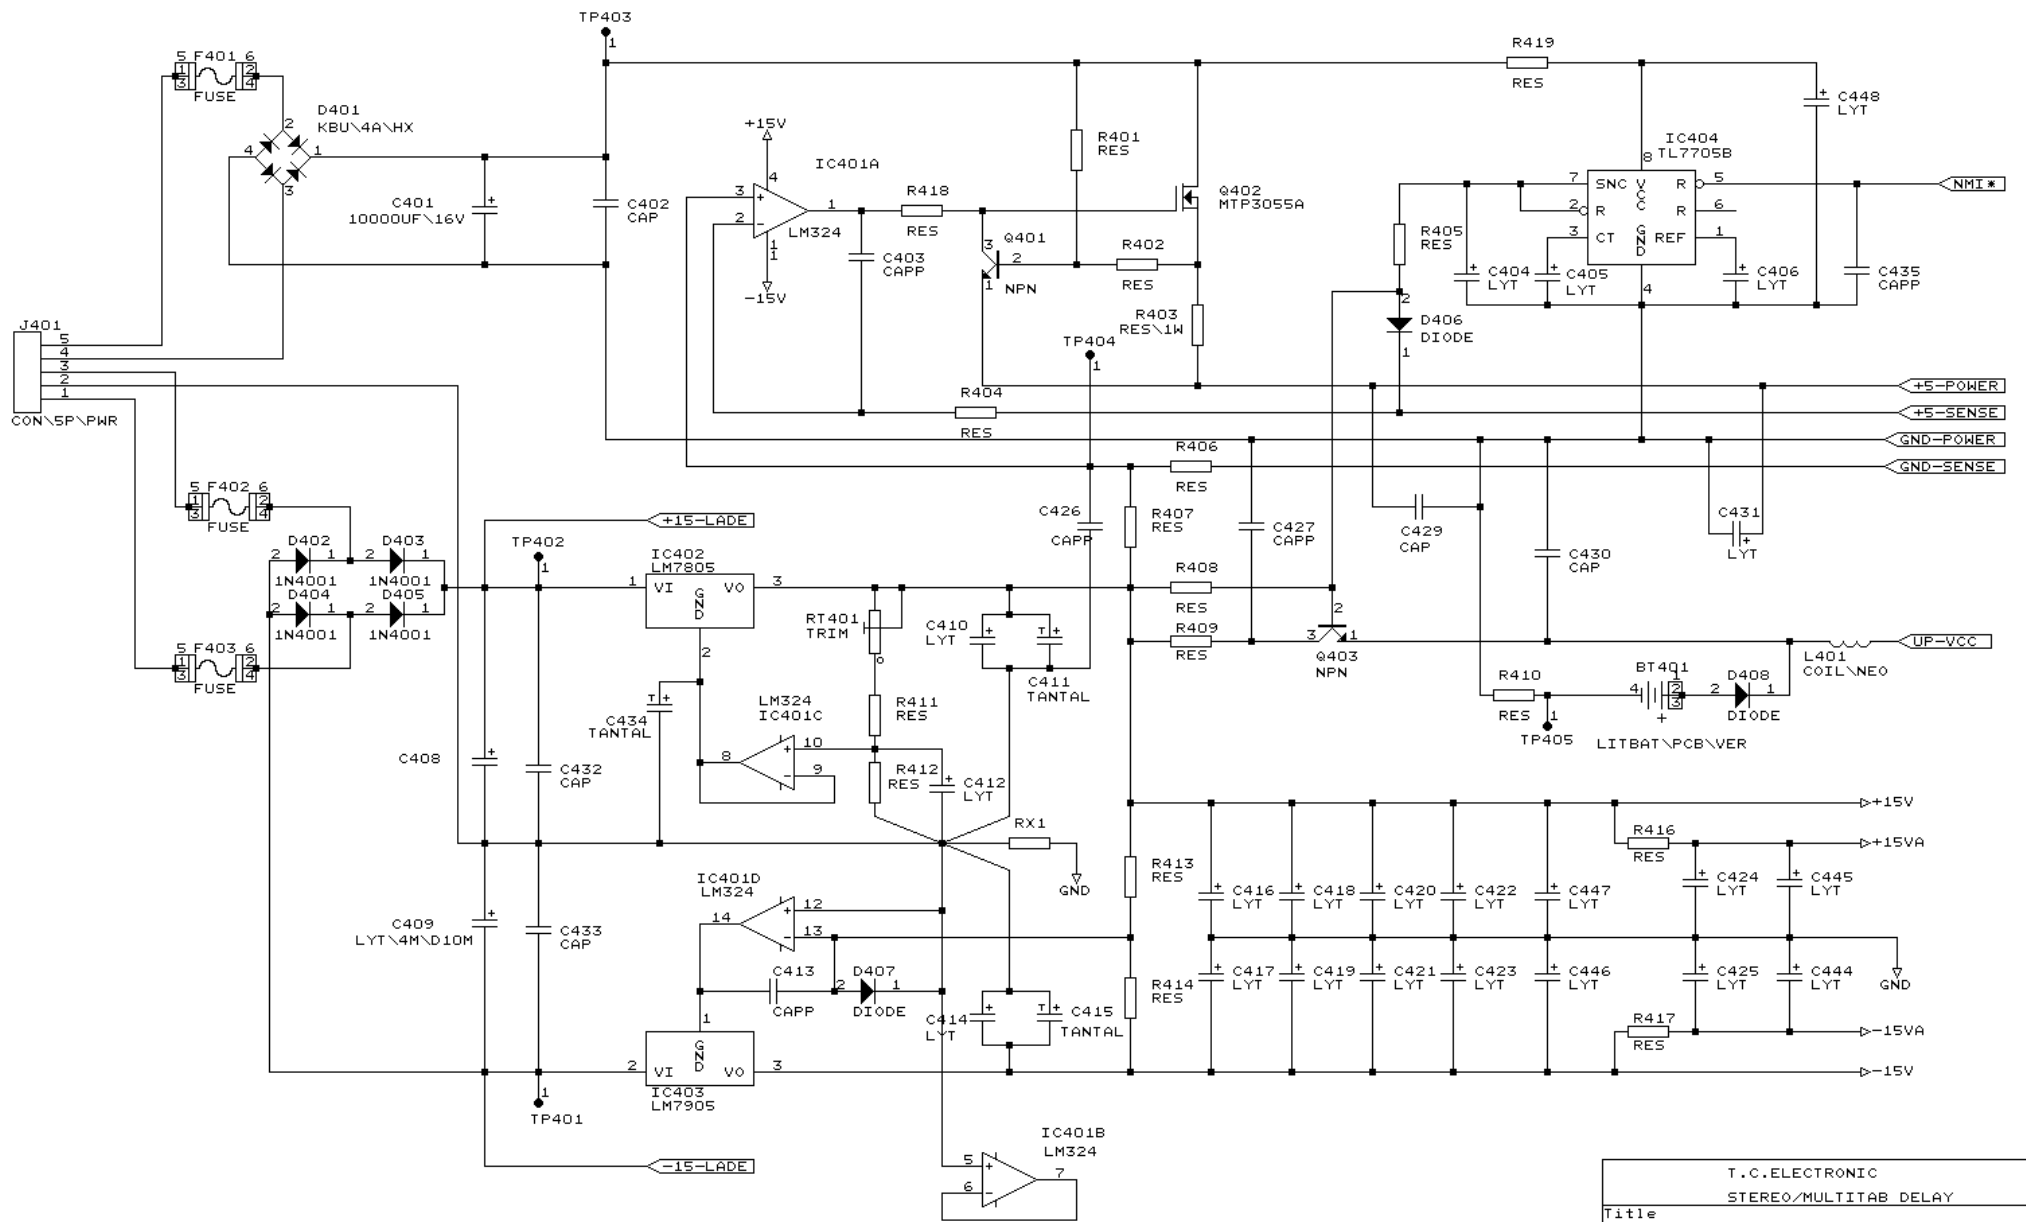 TP403
1
5 F401 6
1 2
3 4
FUSE
D401
KBU\4A\HX
2
4 1
3
C401
10000UF\16V
C402
CAP
+15V
4
IC401A
3
+
2
-
1
LM324
1
1
-15V
R418
RES
C403
CAPP
R401
RES
Q401
3
2
1
NPN
R402
RES
Q402
MTP3055A
R403
RES\1W
R419
RES
C448
LYT
IC404
TL7705B
8
7 SNC VCC R 5
2 R R 6
3 CT GND REF 1
4
NMI*
R405
RES
C404
LYT
C405
LYT
C406
LYT
C435
CAPP
2
D406
DIODE
1
J401
5
4
3
2
1
CON\5P\PWR
TP404
1
R404
RES
+5-POWER
+5-SENSE
GND-POWER
GND-SENSE
R406
RES
5 F402 6
1 2
3 4
FUSE
+15-LADE
D402
2 1
1N4001
D403
2 1
1N4001
D404
2 1
1N4001
D405
2 1
1N4001
5 F403 6
1 2
3 4
FUSE
TP402
1
IC402
LM7805
1 VI GND VO 3
2
RT401
TRIM
C410
LYT
C411
TANTAL
C426
CAPP
R407
RES
R408
RES
R409
RES
C427
CAPP
C429
CAP
C430
CAP
C431
LYT
2
3 1
Q403
NPN
UP-VCC
L401
COIL\NEO
R410
RES
1
TP405
BT401
4
1
2
3
+
LITBAT\PCB\VER
D408
2 1
DIODE
C434
TANTAL
LM324
IC401C
10
8
9
R411
RES
R412
RES
C412
LYT
C408
C432
CAP
RX1
GND
+15V
R416
RES
+15VA
C409
LYT\4M\D10M
C433
CAP
IC401D
LM324
12
14
13
C413
CAPP
2 D407 1
DIODE
R413
RES
R414
RES
C416
LYT
C418
LYT
C420
LYT
C422
LYT
C447
LYT
C424
LYT
C445
LYT
C417
LYT
C419
LYT
C421
LYT
C423
LYT
C446
LYT
C425
LYT
C444
LYT
GND
C414
LYT
C415
TANTAL
R417
RES
-15VA
-15V
1
2 VI GND VO 3
IC403
LM7905
1
TP401
-15-LADE
IC401B
LM324
5
6
7
T.C.ELECTRONIC
STEREO/MULTITAB DELAY
Title